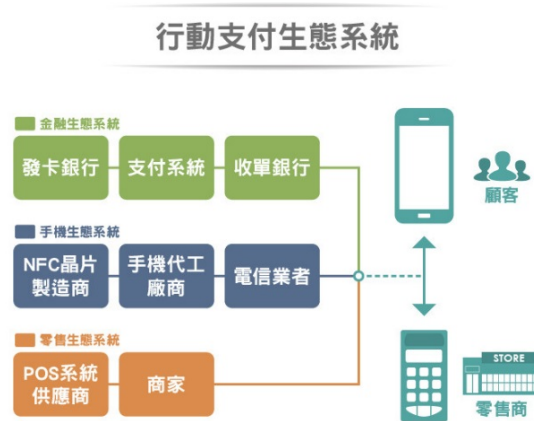 行動支付生態系統
金融生態系統
發卡銀行
支付系統
收單銀行
顧客
手機生態系統
NFC晶片
製造商
手機代工
廠商
電信業者
零售生態系統
POS系統
供應商
商家
STORE
零售商